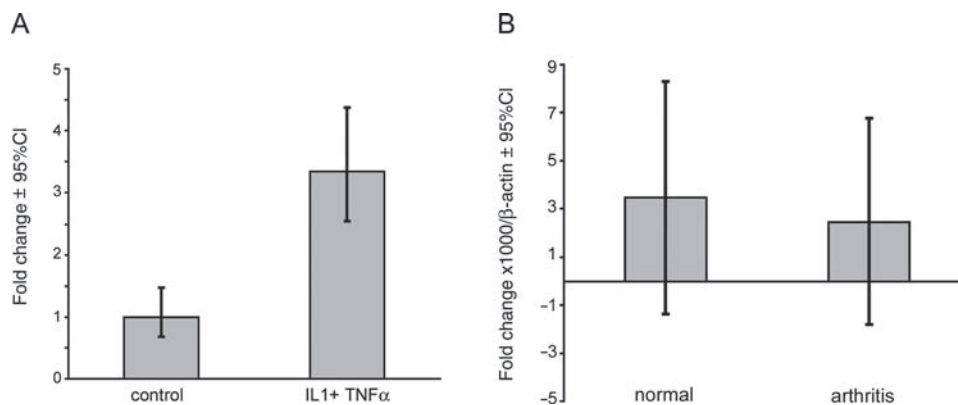 A
Fold change ± 95%CI
5
4
3
2
1
0
control
IL1+ TNFα
B
Fold change x1000/β-actin ± 95%CI
9
7
5
3
1
–1
–3
–5
normal
arthritis